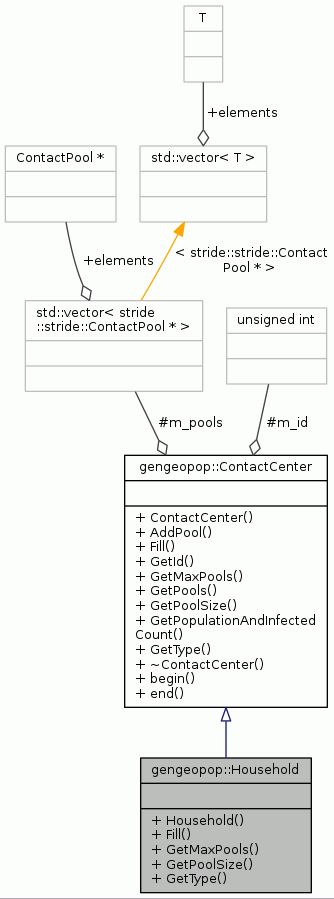 T
+elements
ContactPool *
std::vector< T >
+elements
< stride::stride::Contact
Pool * >
std::vector< stride
::stride::ContactPool * >
unsigned int
#m_pools
#m_id
gengeopop::ContactCenter
+ ContactCenter()
+ AddPool()
+ Fill()
+ GetId()
+ GetMaxPools()
+ GetPools()
+ GetPoolSize()
+ GetPopulationAndInfected
Count()
+ GetType()
+ ~ContactCenter()
+ begin()
+ end()
gengeopop::Household
+ Household()
+ Fill()
+ GetMaxPools()
+ GetPoolSize()
+ GetType()